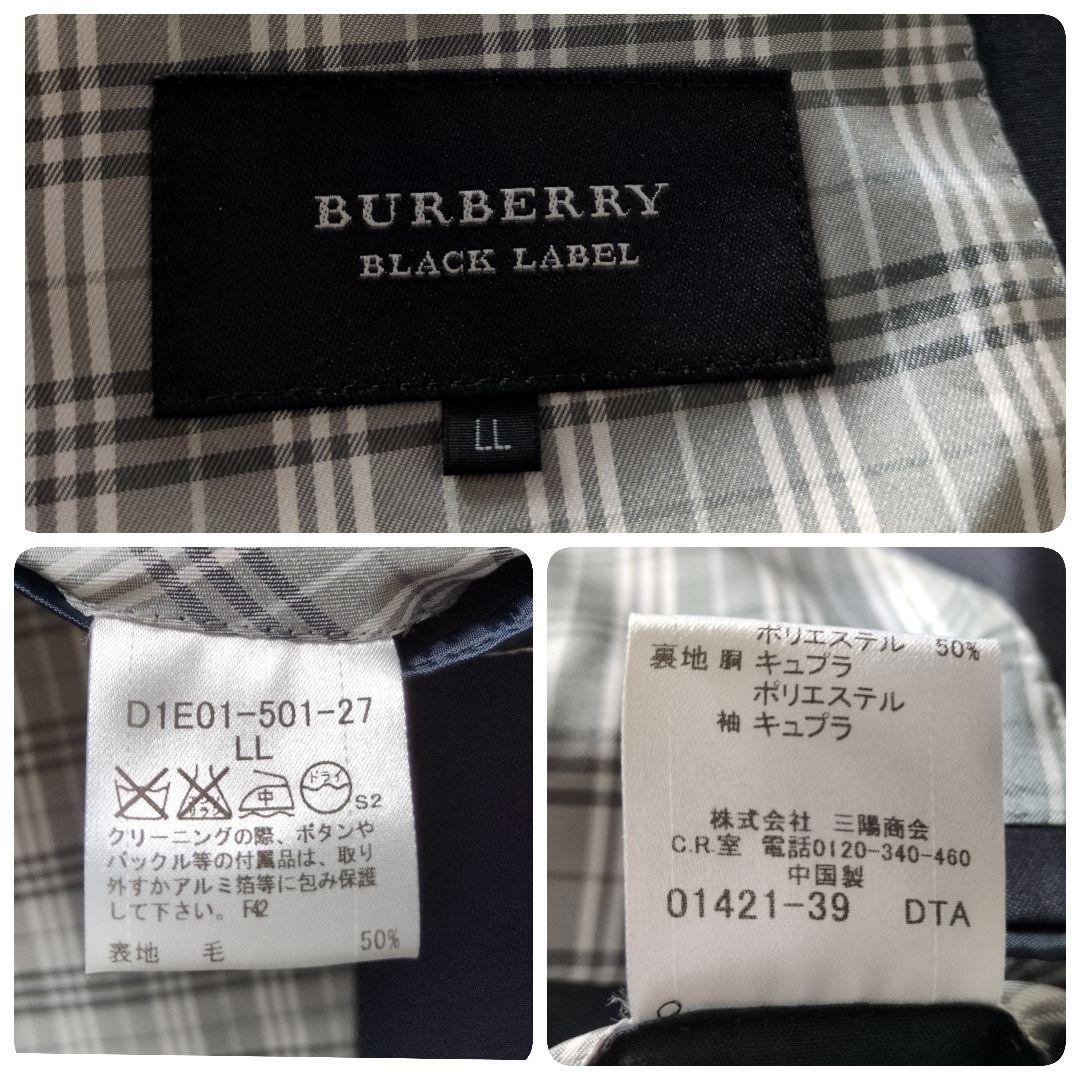 BURBERRY
BLACK LABEL
LL
D1E01-501-27
LL
中 ドライ
S2
クリーニングの際、ボタンや
バックル等の付属品は、取り
外すかアルミ箔等に包み保護
して下さい。 F42
表地 毛 50%
ポリエステル 50%
裏地 胴 キュプラ
ポリエステル
袖 キュプラ
株式会社 三陽商会
C.R.室 電話0120-340-460
中国製
01421-39 DTA